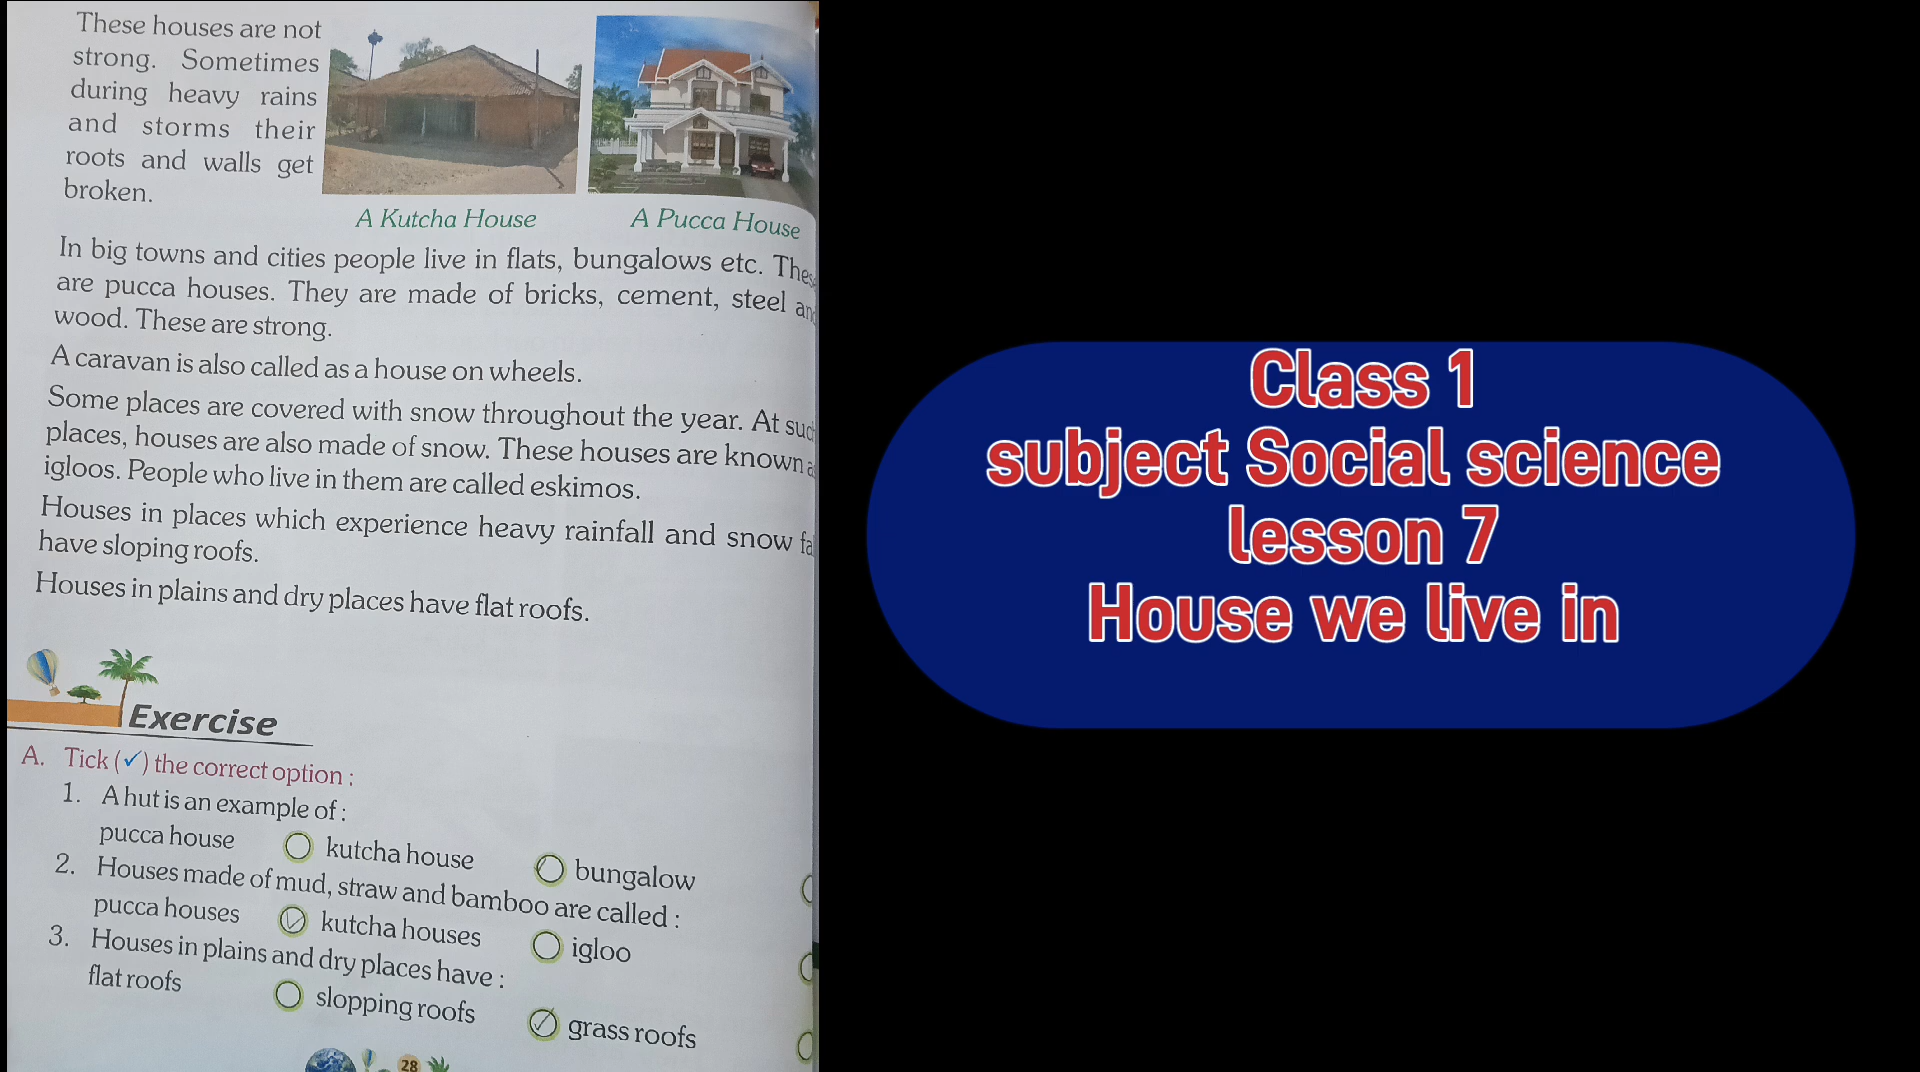 These houses are not
strong. Sometimes
during heavy rains
and storms their
roots and walls get
broken.
A Kutcha House
A Pucca House
In big towns and cities people live in flats, bungalows etc. These
are pucca houses. They are made of bricks, cement, steel and
wood. These are strong.
A caravan is also called as a house on wheels.
Some places are covered with snow throughout the year. At such
places, houses are also made of snow. These houses are known as
igloos. People who live in them are called eskimos.
Houses in places which experience heavy rainfall and snow fa
have sloping roofs.
Houses in plains and dry places have flat roofs.
Exercise
A. Tick (✓) the correct option :
1. A hut is an example of :
pucca house kutcha house bungalow
2. Houses made of mud, straw and bamboo are called :
pucca houses kutcha houses igloo
3. Houses in plains and dry places have :
flat roofs slopping roofs grass roofs
28
Class 1
subject Social science
lesson 7
House we live in